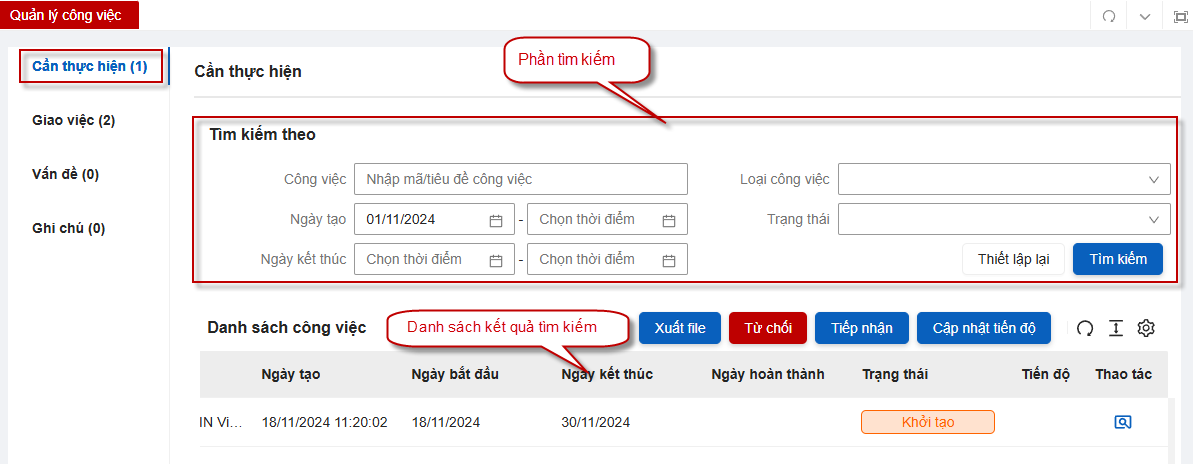 Quản lý công việc
Cần thực hiện (1)
Giao việc (2)
Vấn đề (0)
Ghi chú (0)
Cần thực hiện
Phần tìm kiếm
Tìm kiếm theo
Công việc Nhập mã/tiêu đề công việc Loại công việc
Ngày tạo 01/11/2024 - Chọn thời điểm Trạng thái
Ngày kết thúc Chọn thời điểm - Chọn thời điểm Thiết lập lại Tìm kiếm
Danh sách công việc Danh sách kết quả tìm kiếm Xuất file Từ chối Tiếp nhận Cập nhật tiến độ
Ngày tạo Ngày bắt đầu Ngày kết thúc Ngày hoàn thành Trạng thái Tiến độ Thao tác
IN Vi... 18/11/2024 11:20:02 18/11/2024 30/11/2024 Khởi tạo